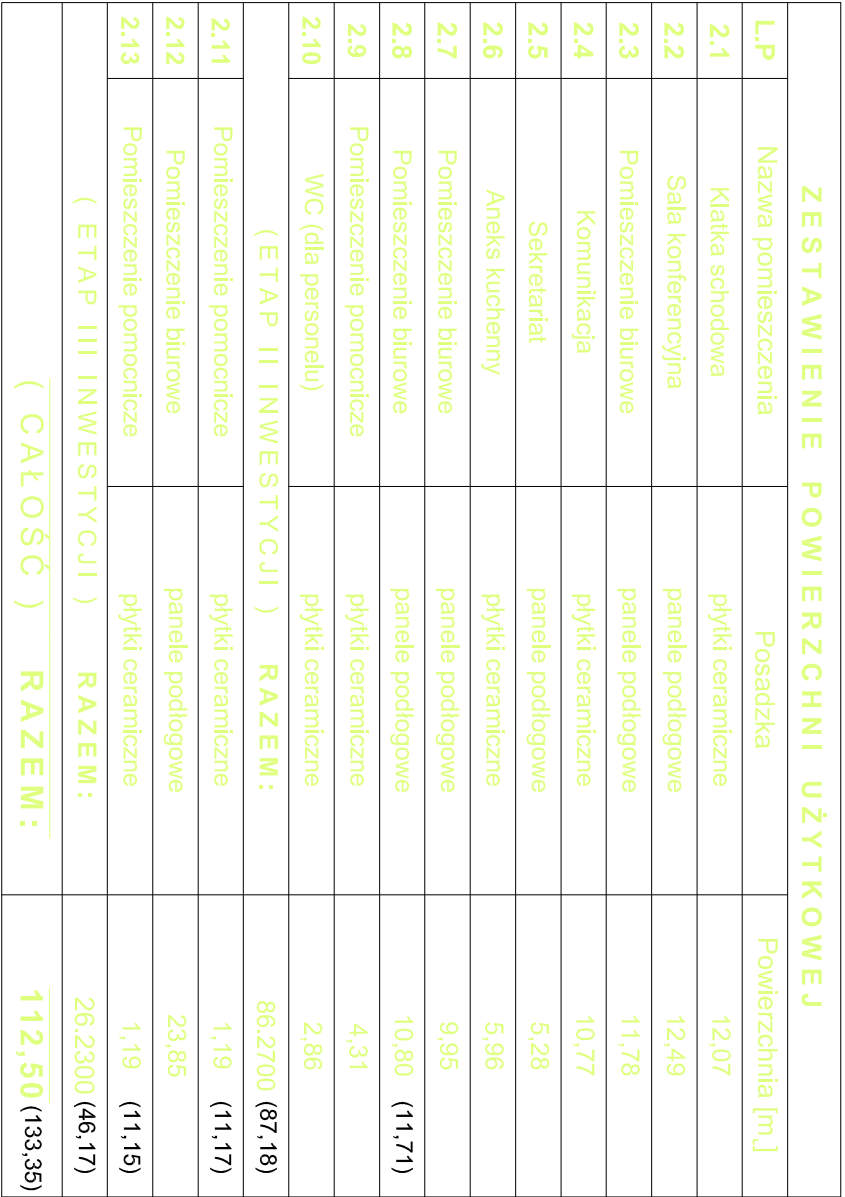 ZESTAWIENIE POWIERZCHNI UŻYTKOWEJ
L.P Nazwa pomieszczenia Posadzka Powierzchnia [m.]
2.1 Klatka schodowa płytki ceramiczne 12,07
2.2 Sala konferencyjna panele podłogowe 12,49
2.3 Pomieszczenie biurowe panele podłogowe 11,78
2.4 Komunikacja płytki ceramiczne 10,77
2.5 Sekretariat panele podłogowe 5,28
2.6 Aneks kuchenny płytki ceramiczne 5,96
2.7 Pomieszczenie biurowe panele podłogowe 9,95
2.8 Pomieszczenie biurowe panele podłogowe 10,80 (11,71)
2.9 Pomieszczenie pomocnicze płytki ceramiczne 4,31
2.10 WC (dla personelu) płytki ceramiczne 2,86
( ETAP II INWESTYCJI ) RAZEM: 86.2700 (87,18)
2.11 Pomieszczenie pomocnicze płytki ceramiczne 1,19 (11,17)
2.12 Pomieszczenie biurowe panele podłogowe 23,85
2.13 Pomieszczenie pomocnicze płytki ceramiczne 1,19 (11,15)
( ETAP III INWESTYCJI ) RAZEM: 26.2300 (46,17)
( CAŁOŚĆ ) RAZEM: 112,50 (133,35)